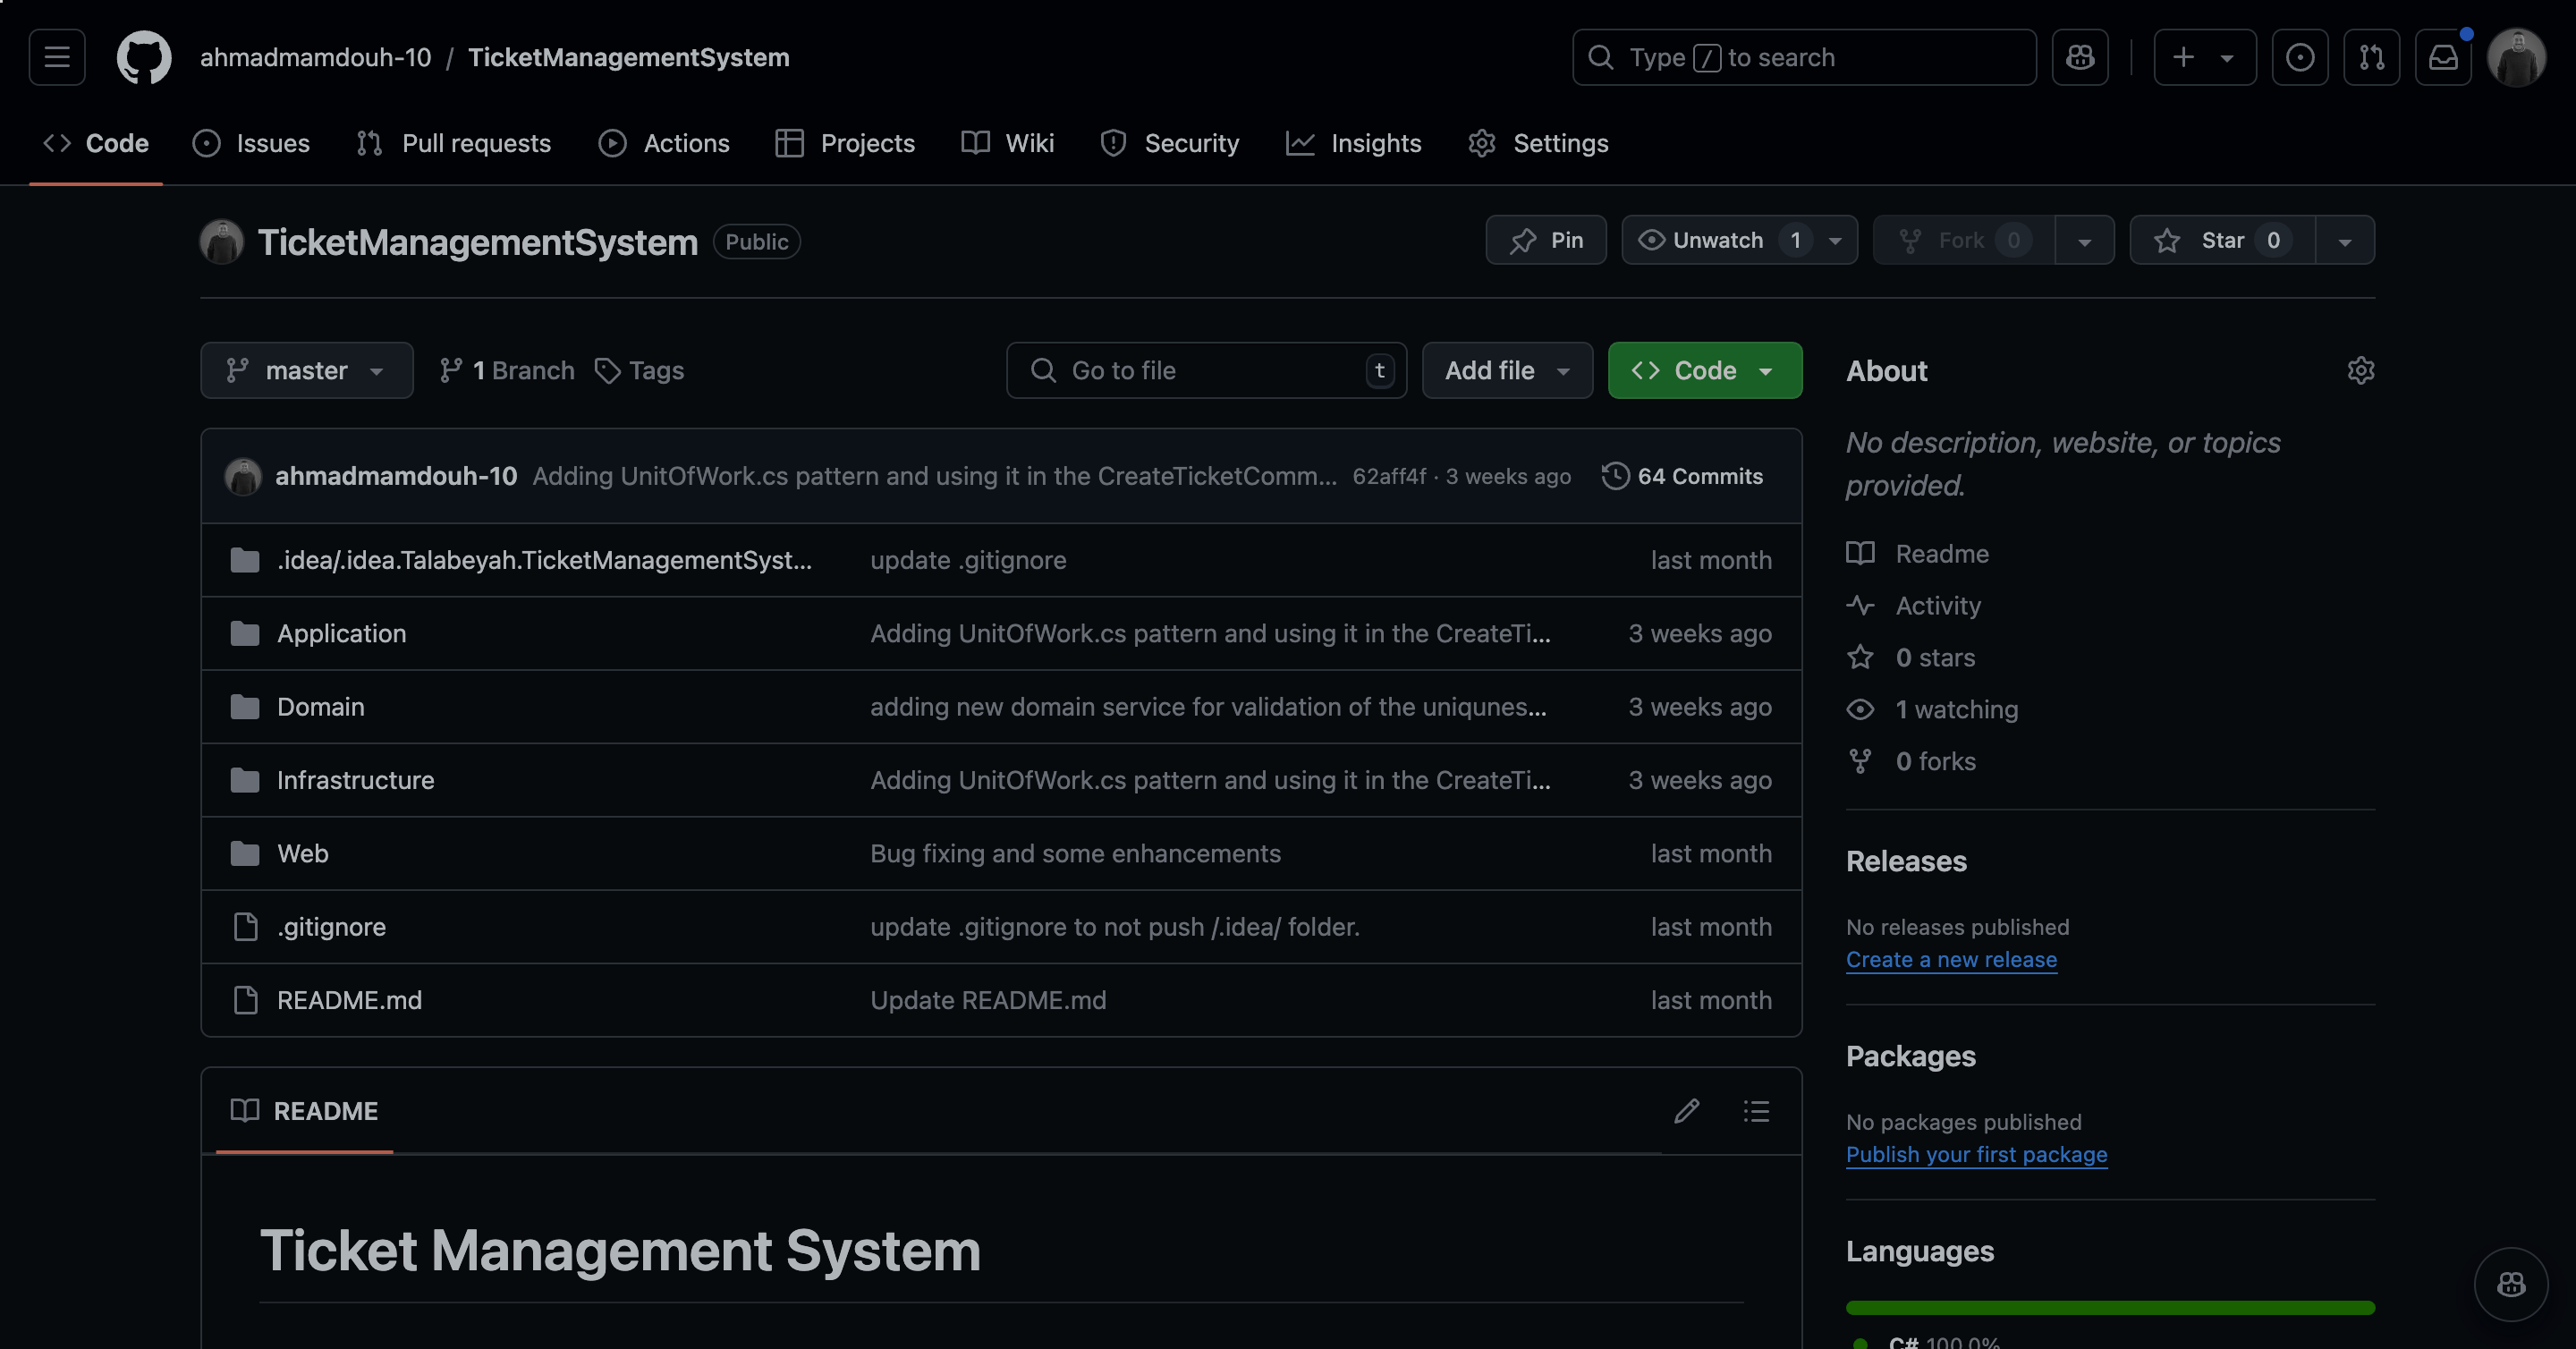 ahmadmamdouh-10 / TicketManagementSystem
Type / to search
Code Issues Pull requests Actions Projects Wiki Security Insights Settings
TicketManagementSystem Public
Pin Unwatch 1 Fork 0 Star 0
master 1 Branch Tags Go to file t Add file Code
ahmadmamdouh-10 Adding UnitOfWork.cs pattern and using it in the CreateTicketComm... 62aff4f · 3 weeks ago 64 Commits
.idea/.idea.Talabeyah.TicketManagementSyst... update .gitignore last month
Application Adding UnitOfWork.cs pattern and using it in the CreateTi... 3 weeks ago
Domain adding new domain service for validation of the uniqunes... 3 weeks ago
Infrastructure Adding UnitOfWork.cs pattern and using it in the CreateTi... 3 weeks ago
Web Bug fixing and some enhancements last month
.gitignore update .gitignore to not push /.idea/ folder. last month
README.md Update README.md last month
README
Ticket Management System
About
No description, website, or topics
provided.
Readme
Activity
0 stars
1 watching
0 forks
Releases
No releases published
Create a new release
Packages
No packages published
Publish your first package
Languages
C# 100.0%